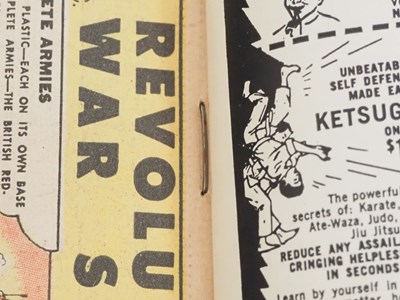 ETE ARMIES
PLASTIC—EACH ON ITS OWN BASE
PLETE ARMIES—THE BRITISH RED-
REVOLU
WAR S
UNBEATAB
SELF DEFEN
MADE EA
KETSUG
ON
$1
The powerful
secrets of: Karate,
Ate-Waza, Judo,
Jiu Jitsu
REDUCE ANY ASSAIL
CRINGING HELPLES
IN SECONDS
Learn by yourself in